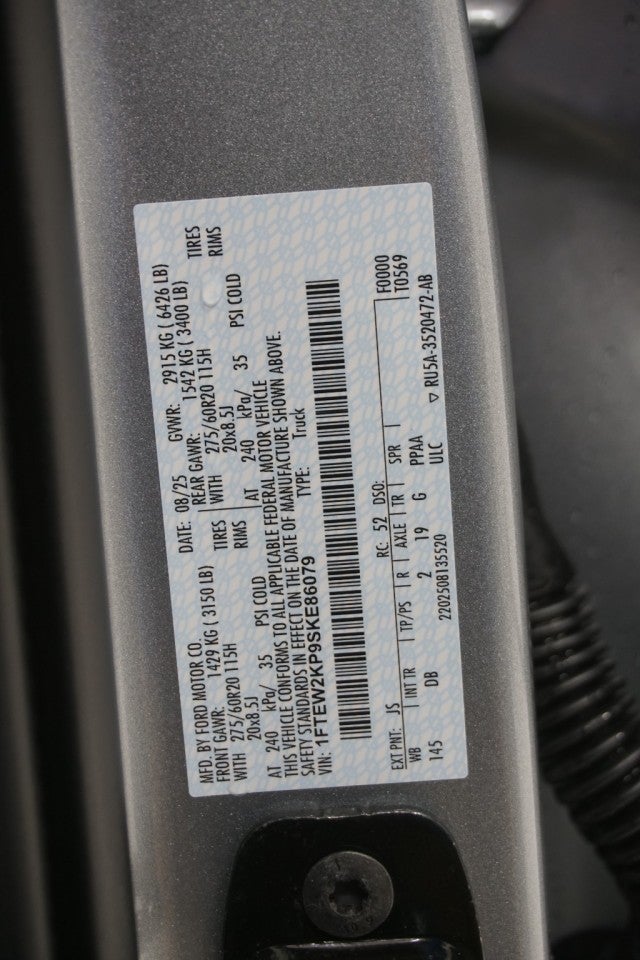 MFD. BY FORD MOTOR CO. DATE: 08/25 GVWR: 2915 KG ( 6426 LB)
FRONT GAWR: 1429 KG ( 3150 LB) REAR GAWR: 1542 KG ( 3400 LB)
WITH 275/60R20 115H TIRES WITH 275/60R20 115H TIRES
20x8.5J RIMS 20x8.5J RIMS
AT 240 kPa/ 35 PSI COLD AT 240 kPa/ 35 PSI COLD
THIS VEHICLE CONFORMS TO ALL APPLICABLE FEDERAL MOTOR VEHICLE
SAFETY STANDARDS IN EFFECT ON THE DATE OF MANUFACTURE SHOWN ABOVE.
VIN: 1FTEW2KP9SKE86079 TYPE: Truck
F0000
EXT PNT: JS RC: 52 DSO: T0569
WB INT TR TP/PS R AXLE TR SPR
145 DB 2 19 G PPAA
2202508135520 ULC ▽ RU5A-3520472-AB